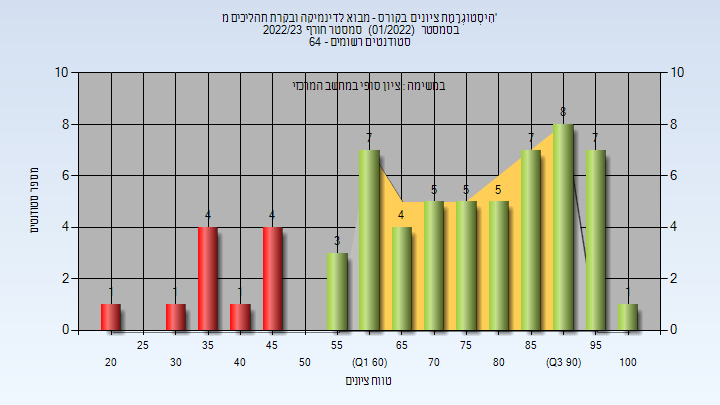 הִיסְטוֹגְרָמַת ציונים בקורס - מבוא לדינמיקה ובקרת תהליכים מ'
בסמסטר (01/2022) סמסטר חורף 2022/23
סטודנטים רשומים - 64
במשימה : ציון סופי במחשב המרכזי
מספר סטודנטים
10 10
8 8
6 6
4 4
2 2
0 0
1 1 4 1 4 3 7 4 5 5 5 7 8 7 1
25 35 45 55 65 75 85 95
20 30 40 50 (Q1 60) 70 80 (Q3 90) 100
טווח ציונים